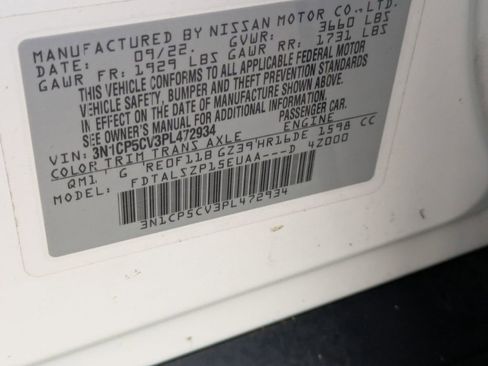 MANUFACTURED BY NISSAN MOTOR CO., LTD.
DATE: 09/22. GVWR: 3660 LBS
GAWR FR: 1929 LBS GAWR RR: 1731 LBS
THIS VEHICLE CONFORMS TO ALL APPLICABLE FEDERAL MOTOR
VEHICLE SAFETY, BUMPER AND THEFT PREVENTION STANDARDS
IN EFFECT ON THE DATE OF MANUFACTURE SHOWN ABOVE.
SEE OWNER'S MANUAL FOR ADDITIONAL INFORMATION
VIN: 3N1CP5CV3PL472934 PASSENGER CAR.
COLOR TRIM TRANS AXLE ENGINE
QM1 G RE0F11B GZ39 HR16DE 1598 CC
MODEL: FDTALSZP15EUAA---D 4Z000
3N1CP5CV3PL472934